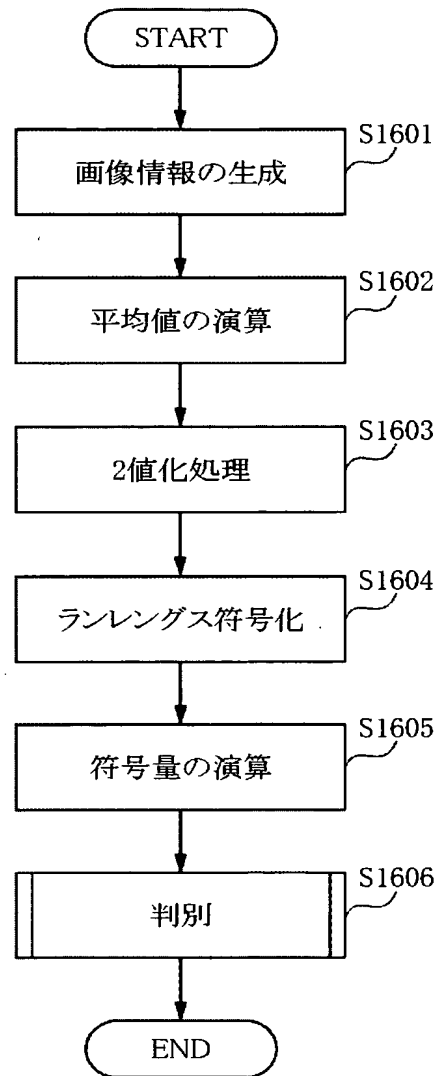 START
S1601
画像情報の生成
S1602
平均値の演算
S1603
2値化処理
S1604
ランレングス符号化
S1605
符号量の演算
S1606
判別
END